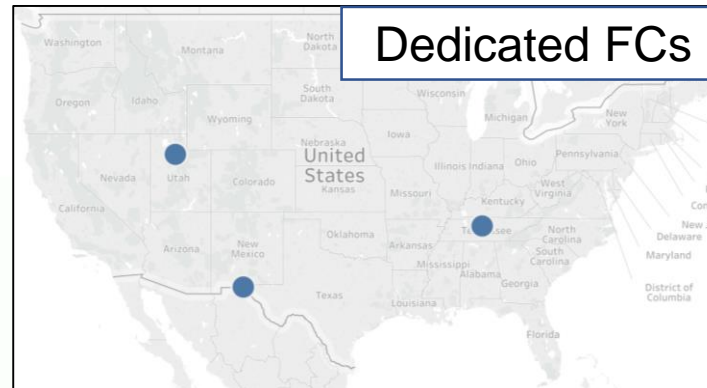 Dedicated FCs
Washington
Montana
North
Dakota
Oregon
Idaho
Wyoming
South
Dakota
Wisconsin
Michigan
New
York
Nebraska
Iowa
United
States
Nevada
Utah
Colorado
Kansas
Missouri
Illinois
Indiana
Ohio
Pennsylvania
West
Virginia
Kentucky
California
Arizona
New
Mexico
Oklahoma
Arkansas
North
Carolina
South
Carolina
Delaware
Maryland
District of
Columbia
Mississippi
Alabama
Georgia
Texas
Louisiana
Florida